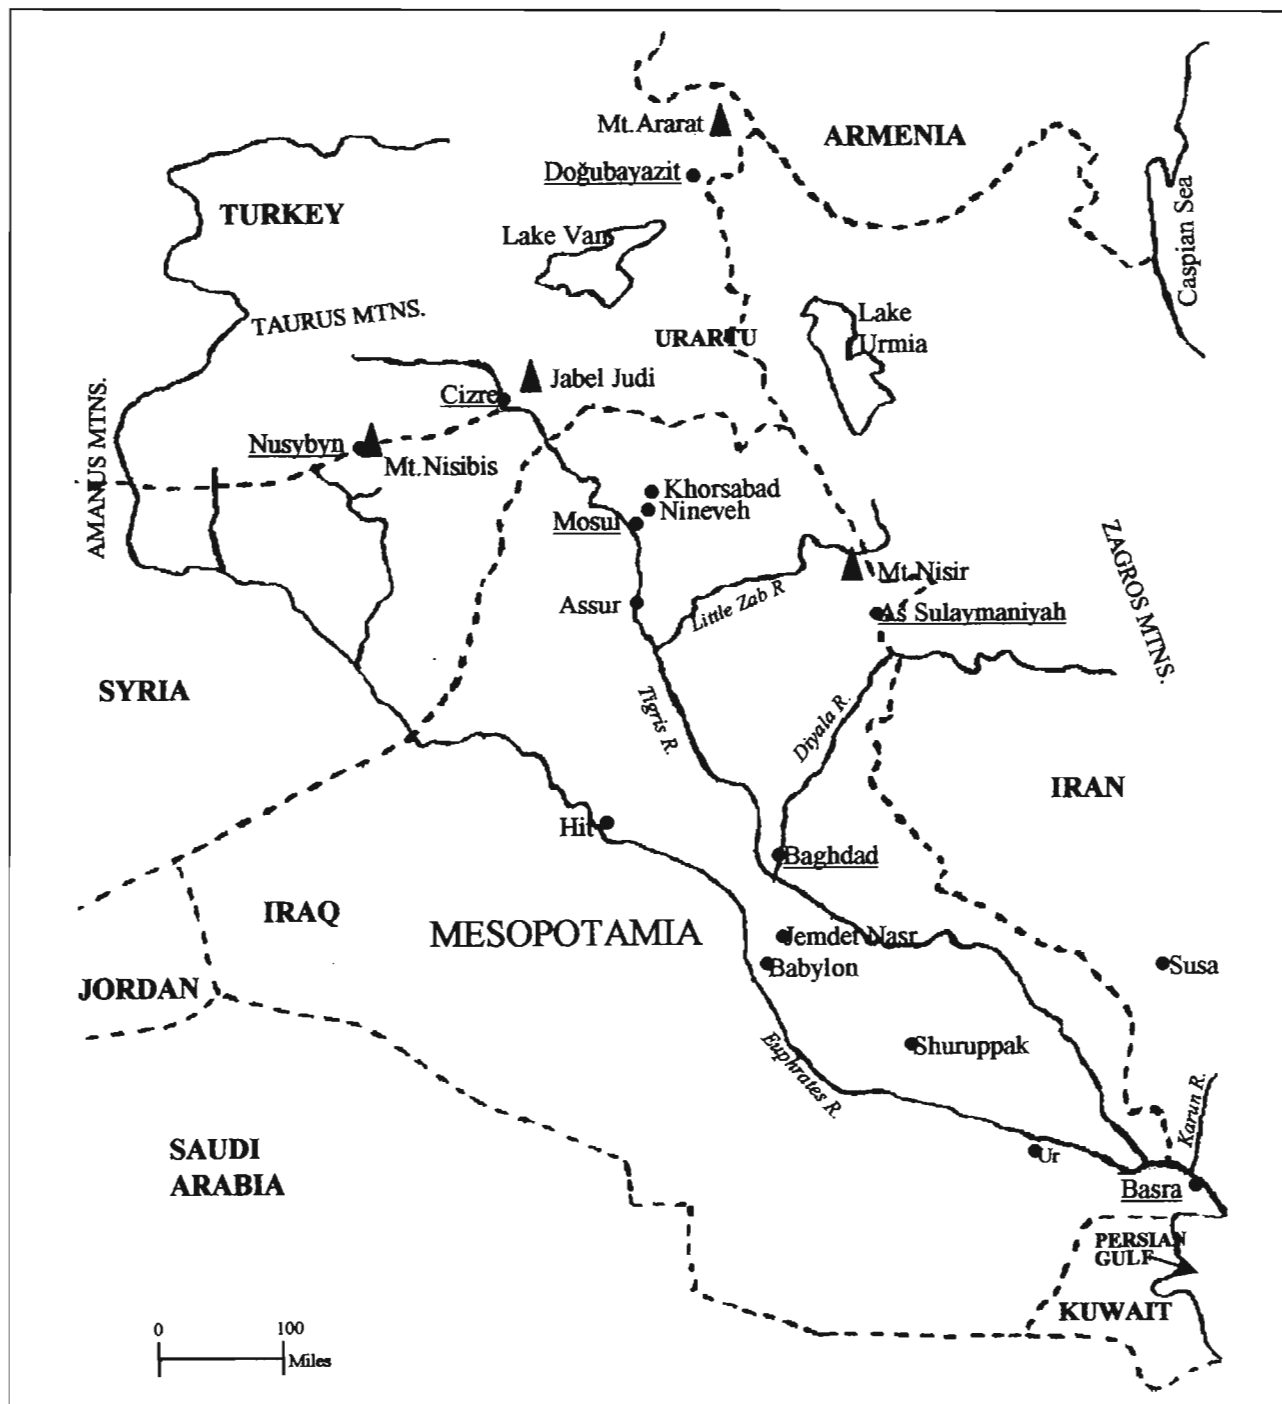 Mt.Ararat
ARMENIA
Doğubayazit
TURKEY
Lake Van
Caspian Sea
TAURUS MTNS.
URARTU
Lake
Urmia
Jabel Judi
Cizre
AMANUS MTNS.
Nusybyn
Mt.Nisibis
Khorsabad
Nineveh
Mosul
ZAGROS MTNS.
Mt.Nisir
Little Zab R
Assur
As Sulaymaniyah
SYRIA
Tigris R.
Diyala R.
IRAN
Hit
Baghdad
IRAQ
MESOPOTAMIA
Jemdet Nasr
Babylon
Susa
JORDAN
Shuruppak
Euphrates R.
Karun R.
SAUDI
ARABIA
Ur
Basra
PERSIAN
GULF
KUWAIT
0 100
Miles